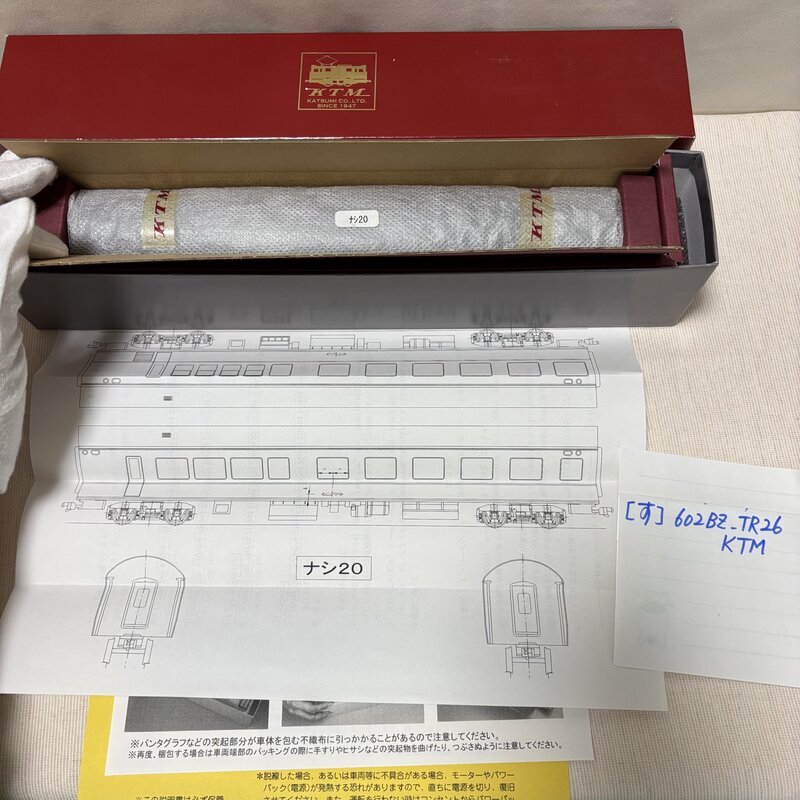 KTM
KATSUMI CO.,LTD.
SINCE 1947
KTM
ナシ20
KTM
ナシ20
[す] 602BZ_TR26
KTM
※パンタグラフなどの突起部分が車体を包む不織布に引っかかることがあるので注意してください。
※再度、梱包する場合は車両端部のパッキングの際に手すりやヒサシなどの突起物を曲げたり、つぶさぬように注意してください。
＊脱線した場合、あるいは車両等に不具合がある場合、モーターやパワー
パック(電源)が発熱する恐れがありますので、直ちに電源を切り、復旧